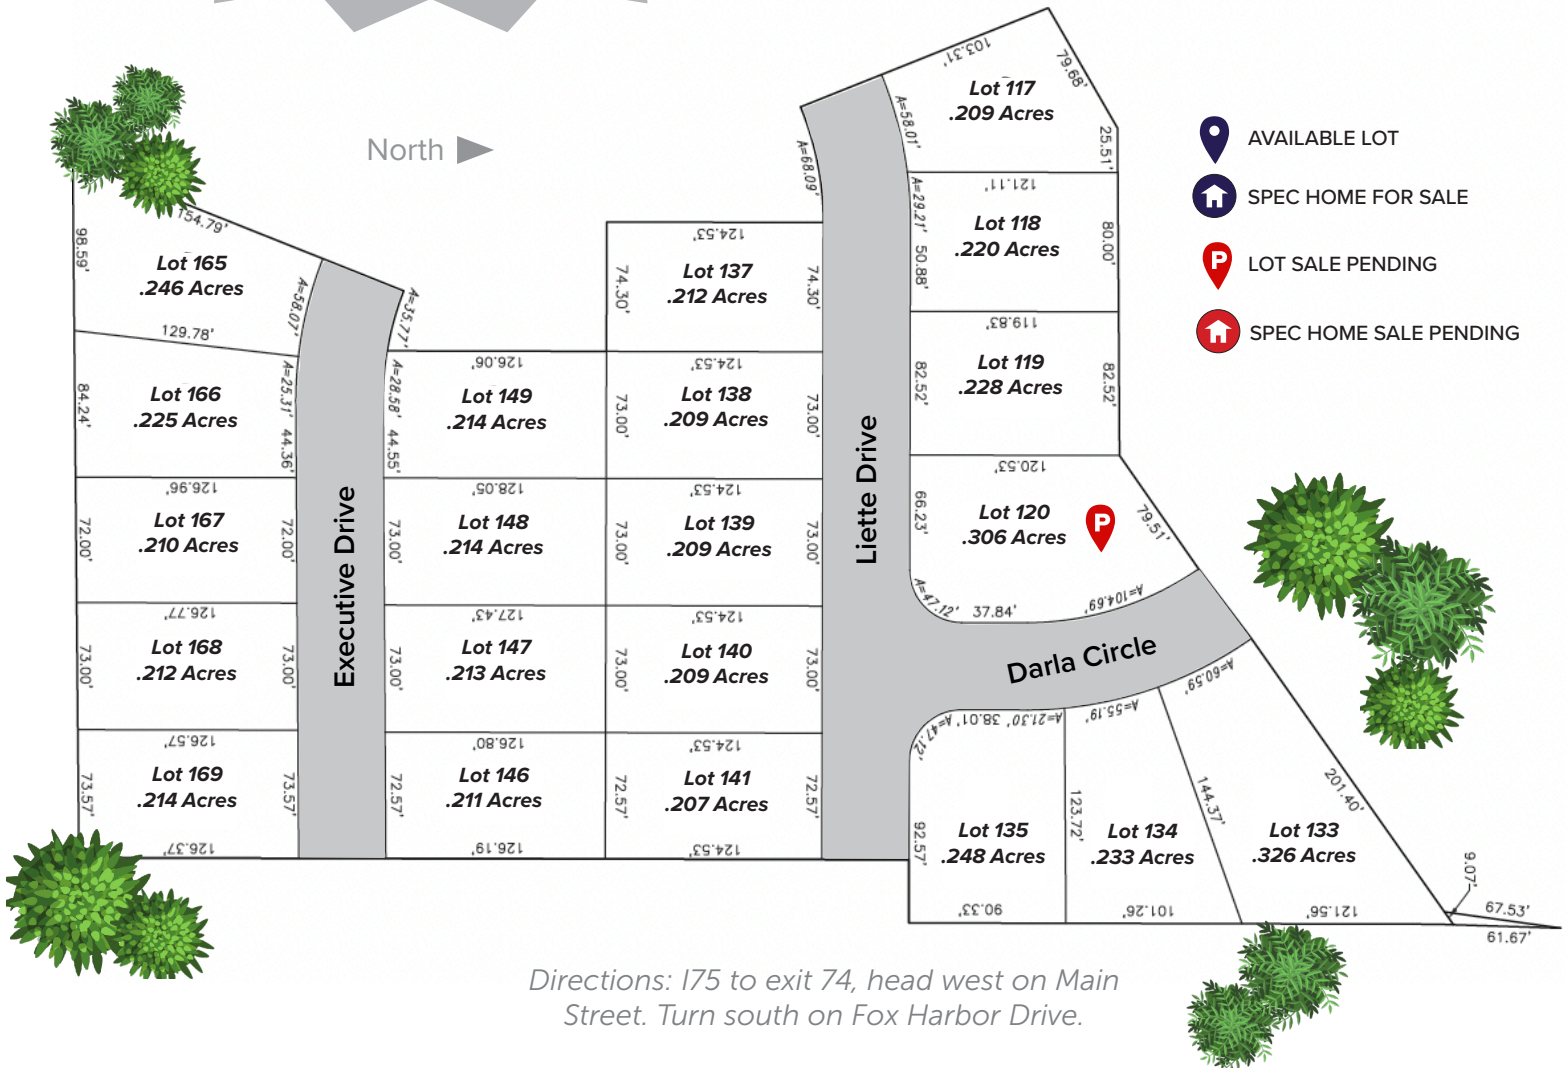 North
AVAILABLE LOT
SPEC HOME FOR SALE
P
LOT SALE PENDING
SPEC HOME SALE PENDING
103.31'
79.68'
25.51'
A=58.01'
A=68.09'
Lot 117
.209 Acres
121.11'
A=29.21'
50.88'
80.00'
Lot 118
.220 Acres
119.83'
82.52'
82.52'
Lot 119
.228 Acres
120.53'
66.23'
79.51'
Lot 120
.306 Acres
P
A=47.12'
37.84'
A=104.69'
Liette Drive
Darla Circle
154.79'
98.59'
Lot 165
.246 Acres
A=58.07'
A=35.77'
129.78'
84.24'
Lot 166
.225 Acres
A=25.31'
44.36'
126.96'
72.00'
Lot 167
.210 Acres
72.00'
126.77'
73.00'
Lot 168
.212 Acres
73.00'
126.57'
73.57'
Lot 169
.214 Acres
73.57'
126.37'
Executive Drive
126.06'
A=28.58'
44.55'
Lot 149
.214 Acres
128.05'
73.00'
Lot 148
.214 Acres
127.43'
73.00'
Lot 147
.213 Acres
126.80'
72.57'
Lot 146
.211 Acres
126.19'
124.53'
74.30'
Lot 137
.212 Acres
74.30'
124.53'
73.00'
Lot 138
.209 Acres
73.00'
124.53'
73.00'
Lot 139
.209 Acres
73.00'
124.53'
73.00'
Lot 140
.209 Acres
73.00'
124.53'
72.57'
Lot 141
.207 Acres
72.57'
124.53'
A=47.12'
38.01'
A=21.30'
A=55.19'
A=60.59'
92.57'
Lot 135
.248 Acres
90.33'
123.72'
Lot 134
.233 Acres
101.26'
144.37'
Lot 133
.326 Acres
121.56'
201.40'
9.07'
67.53'
61.67'
Directions: I75 to exit 74, head west on Main
Street. Turn south on Fox Harbor Drive.